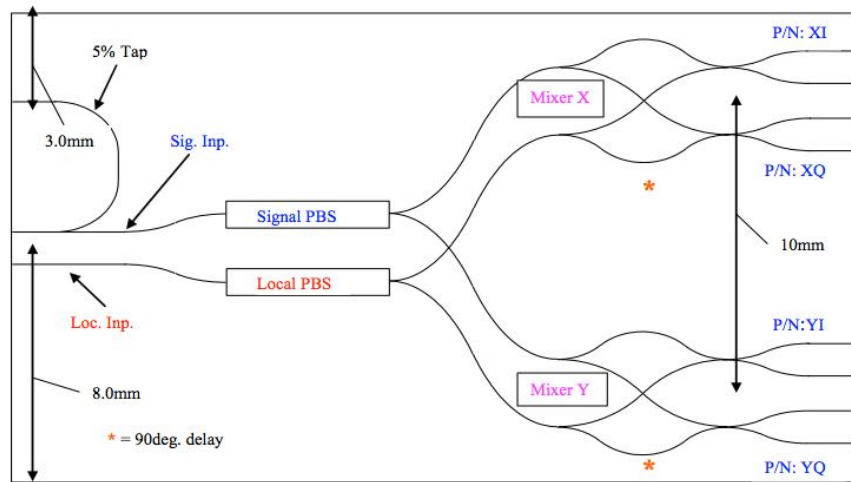 P/N: XI
5% Tap
Mixer X
3.0mm
Sig. Inp.
P/N: XQ
*
Signal PBS
10mm
Local PBS
Loc. Inp.
P/N:YI
Mixer Y
8.0mm
* = 90deg. delay
*
P/N: YQ